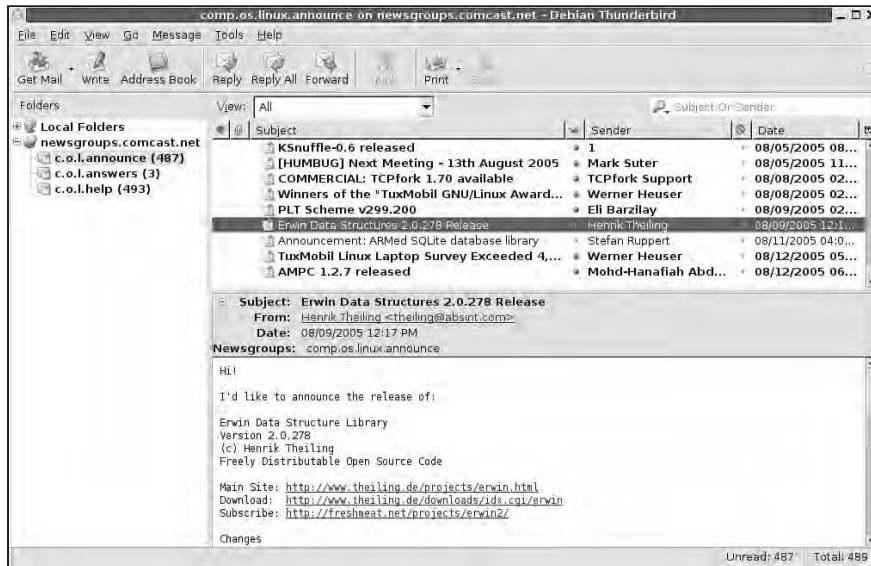 comp.os.linux.announce on newsgroups.comcast.net - Debian Thunderbird
File Edit View Go Message Tools Help
Get Mail Write Address Book Reply Reply All Forward Print
Folders
View: All Subject Or Sender
Local Folders
newsgroups.comcast.net
c.o.l.announce (487)
c.o.l.answers (3)
c.o.l.help (493)
Subject Sender Date
KSnuffle-0.6 released 1 08/05/2005 08...
[HUMBUG] Next Meeting - 13th August 2005 Mark Suter 08/05/2005 11...
COMMERCIAL: TCPfork 1.70 available TCPfork Support 08/08/2005 02...
Winners of the "TuxMobil GNU/Linux Award... Werner Heuser 08/08/2005 02...
PLT Scheme v299.200 Eli Barzilay 08/09/2005 02...
Erwin Data Structures 2.0.278 Release Henrik Theiling 08/09/2005 12:1...
Announcement: ARMed SQLite database library Stefan Ruppert 08/11/2005 04:0...
TuxMobil Linux Laptop Survey Exceeded 4,... Werner Heuser 08/12/2005 05...
AMPC 1.2.7 released Mohd-Hanafiah Abd... 08/12/2005 06...
Subject: Erwin Data Structures 2.0.278 Release
From: Henrik Theiling <theiling@absint.com>
Date: 08/09/2005 12:17 PM
Newsgroups: comp.os.linux.announce
Hi!
I'd like to announce the release of:
Erwin Data Structure Library
Version 2.0.278
(c) Henrik Theiling
Freely Distributable Open Source Code
Main Site: http://www.theiling.de/projects/erwin.html
Download: http://www.theiling.de/downloads/idx.cgi/erwin
Subscribe: http://freshmeat.net/projects/erwin2/
Changes
Unread: 487 Total: 489